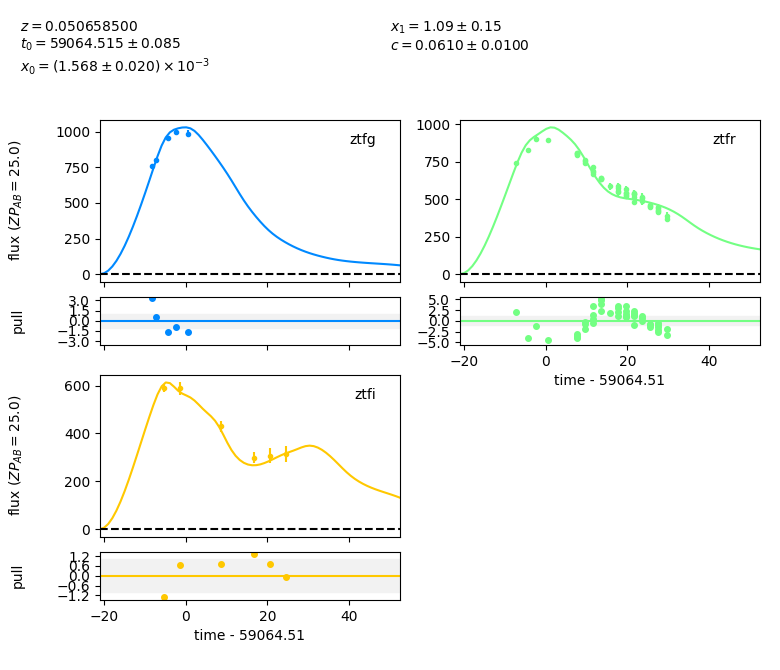 z = 0.050658500
t₀ = 59064.515 ± 0.085
x₀ = (1.568 ± 0.020) × 10⁻³
x₁ = 1.09 ± 0.15
c = 0.0610 ± 0.0100
flux (ZP_AB = 25.0)
1000
750
500
250
0
ztfg
1000
750
500
250
0
ztfr
pull
3.0
1.5
0.0
−1.5
−3.0
5.0
2.5
0.0
−2.5
−5.0
−20
0
20
40
time - 59064.51
flux (ZP_AB = 25.0)
600
400
200
0
ztfi
pull
1.2
0.6
0.0
−0.6
−1.2
−20
0
20
40
time - 59064.51